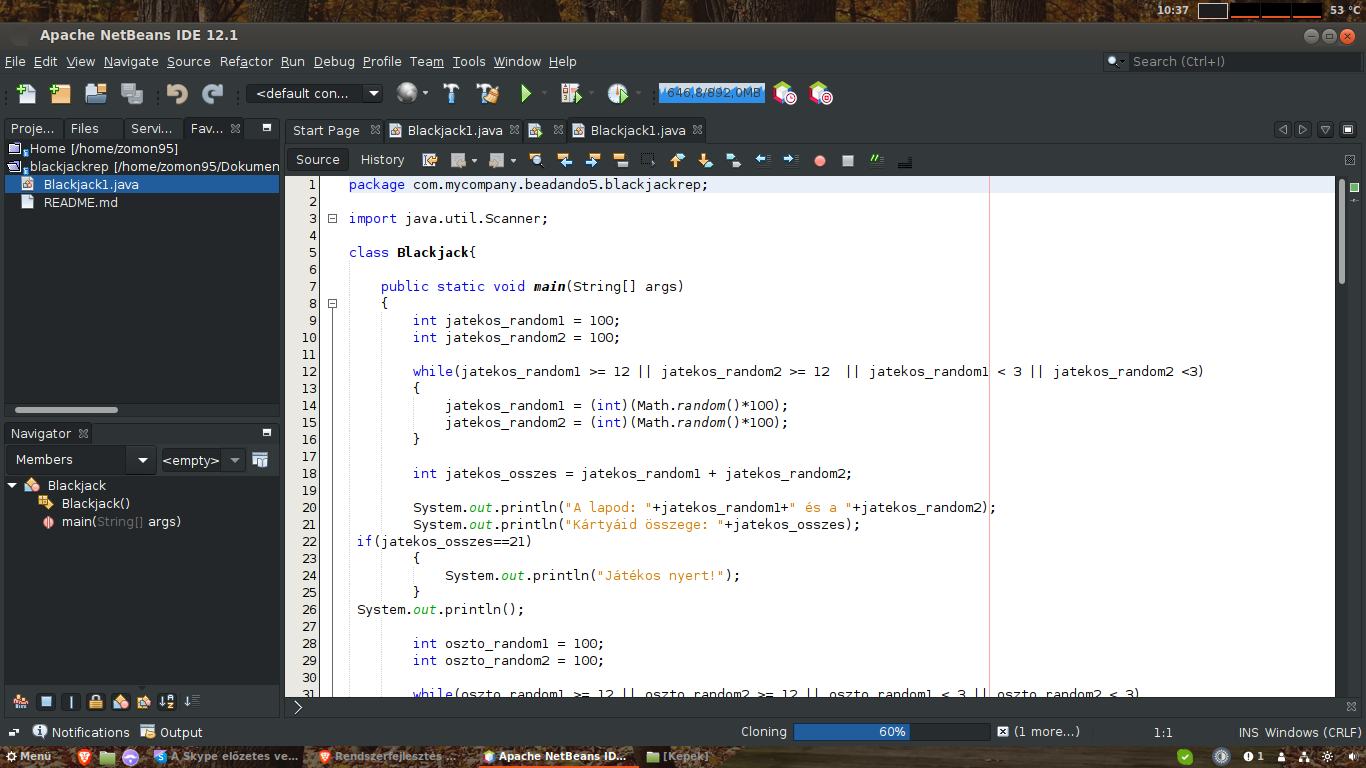 10:37 53 °C
Apache NetBeans IDE 12.1
File Edit View Navigate Source Refactor Run Debug Profile Team Tools Window Help Search (Ctrl+I)
<default con... 646,8/892,0MB
Proje... Files Servi... Fav... Start Page Blackjack1.java Blackjack1.java
Source History
Home [/home/zomon95]
blackjackrep [/home/zomon95/Dokumen
Blackjack1.java
README.md
Navigator
Members <empty>
Blackjack
Blackjack()
main(String[] args)
1 package com.mycompany.beadando5.blackjackrep;
2
3 import java.util.Scanner;
4
5 class Blackjack{
6
7 public static void main(String[] args)
8 {
9 int jatekos_random1 = 100;
10 int jatekos_random2 = 100;
11
12 while(jatekos_random1 >= 12 || jatekos_random2 >= 12  || jatekos_random1 < 3 || jatekos_random2 <3)
13 {
14 jatekos_random1 = (int)(Math.random()*100);
15 jatekos_random2 = (int)(Math.random()*100);
16 }
17
18 int jatekos_osszes = jatekos_random1 + jatekos_random2;
19
20 System.out.println("A lapod: "+jatekos_random1+" és a "+jatekos_random2);
21 System.out.println("Kártyáid összege: "+jatekos_osszes);
22 if(jatekos_osszes==21)
23 {
24 System.out.println("Játékos nyert!");
25 }
26 System.out.println();
27
28 int oszto_random1 = 100;
29 int oszto_random2 = 100;
30
31 while(oszto_random1 >= 12 || oszto_random2 >= 12 || oszto_random1 < 3 || oszto_random2 < 3)
Notifications Output Cloning 60% (1 more...) 1:1 INS Windows (CRLF)
Menü A Skype előzetes ve... Rendszerfejlesztés ... Apache NetBeans ID... [Képek] 1